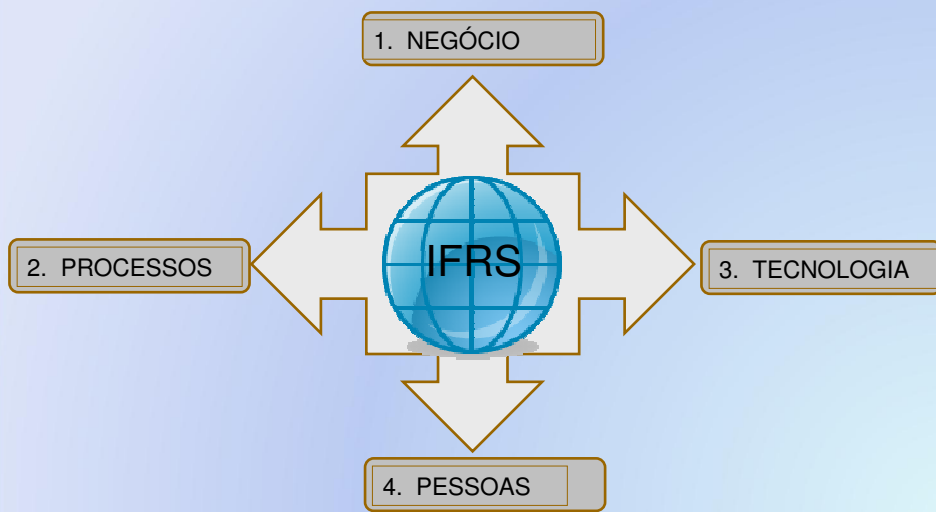 1. NEGÓCIO
IFRS
2. PROCESSOS
3. TECNOLOGIA
4. PESSOAS